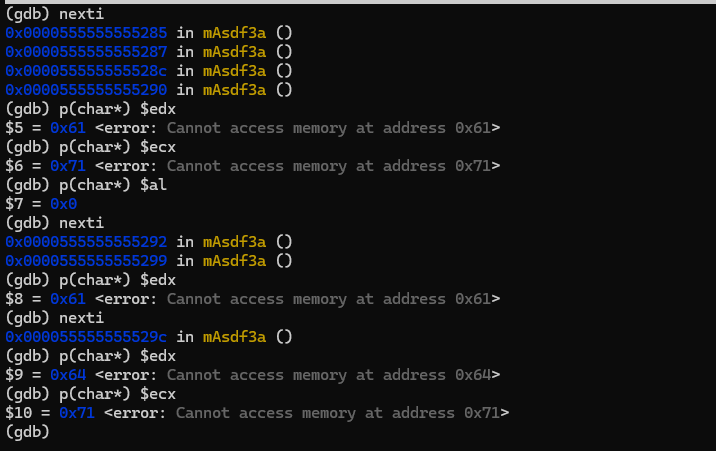 (gdb) nexti
0x0000555555555285 in mAsdf3a ()
0x0000555555555287 in mAsdf3a ()
0x000055555555528c in mAsdf3a ()
0x0000555555555290 in mAsdf3a ()
(gdb) p(char*) $edx
$5 = 0x61 <error: Cannot access memory at address 0x61>
(gdb) p(char*) $ecx
$6 = 0x71 <error: Cannot access memory at address 0x71>
(gdb) p(char*) $al
$7 = 0x0
(gdb) nexti
0x0000555555555292 in mAsdf3a ()
0x0000555555555299 in mAsdf3a ()
(gdb) p(char*) $edx
$8 = 0x61 <error: Cannot access memory at address 0x61>
(gdb) nexti
0x000055555555529c in mAsdf3a ()
(gdb) p(char*) $edx
$9 = 0x64 <error: Cannot access memory at address 0x64>
(gdb) p(char*) $ecx
$10 = 0x71 <error: Cannot access memory at address 0x71>
(gdb)